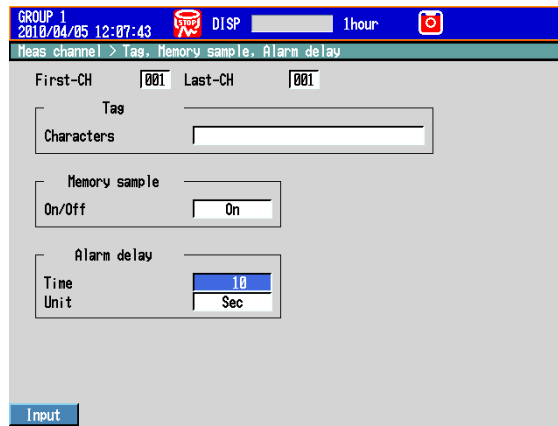 GROUP 1
2010/04/05 12:07:43 STOP DISP 1hour
Meas channel > Tag, Memory sample, Alarm delay
First-CH 001 Last-CH 001
Tag
Characters
Memory sample
On/Off On
Alarm delay
Time 10
Unit Sec
Input